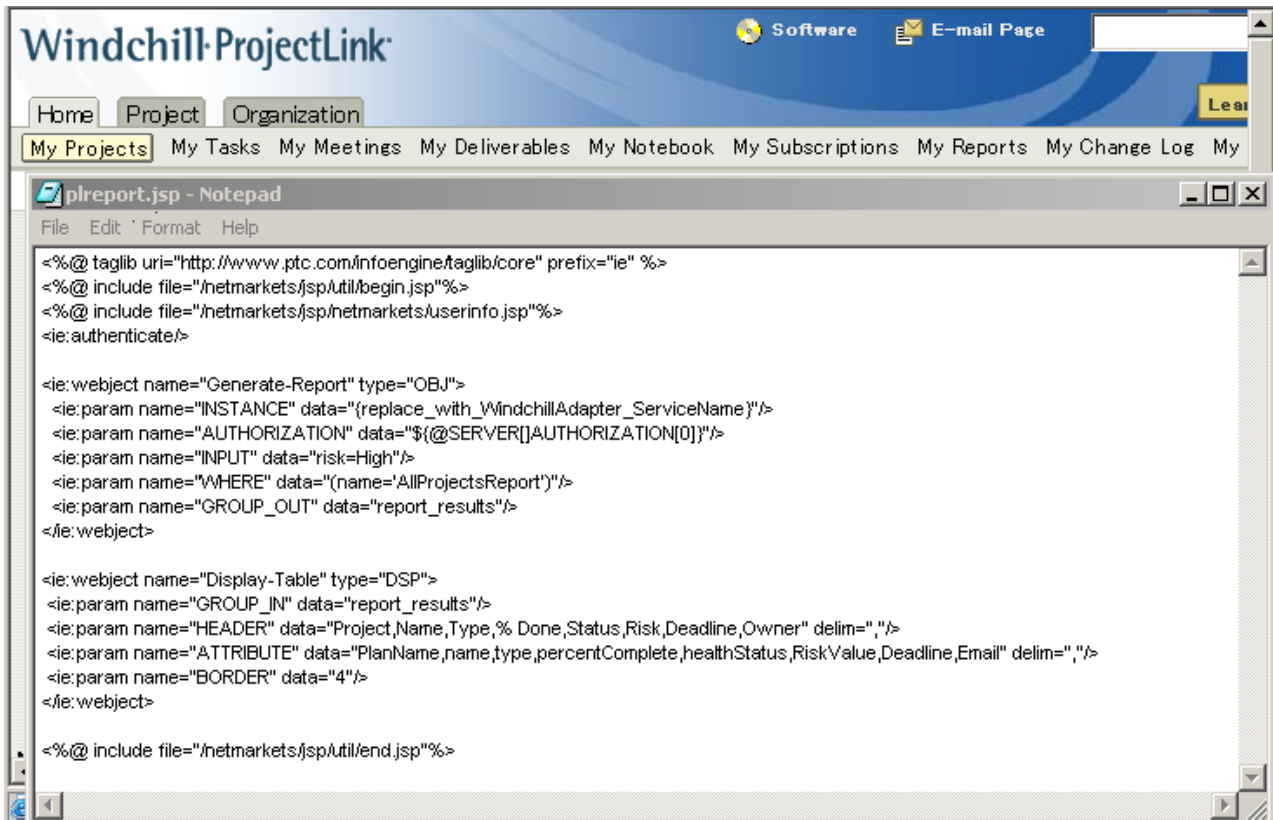 Software E-mail Page
Windchill ProjectLink
Home Project Organization
My Projects My Tasks My Meetings My Deliverables My Notebook My Subscriptions My Reports My Change Log My
plreport.jsp - Notepad
File Edit Format Help
<%@ taglib uri="http://www.ptc.com/infoengine/taglib/core" prefix="ie" %>
<%@ include file="/netmarkets/jsp/util/begin.jsp"%>
<%@ include file="/netmarkets/jsp/netmarkets/userinfo.jsp"%>
<ie:authenticate/>
<ie:webject name="Generate-Report" type="OBJ">
<ie:param name="INSTANCE" data="{replace_with_WindchillAdapter_ServiceName}"/>
<ie:param name="AUTHORIZATION" data="${@SERVER[]AUTHORIZATION[0]}"/>
<ie:param name="INPUT" data="risk=High"/>
<ie:param name="WHERE" data="(name='AllProjectsReport')"/>
<ie:param name="GROUP_OUT" data="report_results"/>
</ie:webject>
<ie:webject name="Display-Table" type="DSP">
<ie:param name="GROUP_IN" data="report_results"/>
<ie:param name="HEADER" data="Project,Name,Type,% Done,Status,Risk,Deadline,Owner" delim=","/>
<ie:param name="ATTRIBUTE" data="PlanName,name,type,percentComplete,healthStatus,RiskValue,Deadline,Email" delim=","/>
<ie:param name="BORDER" data="4"/>
</ie:webject>
<%@ include file="/netmarkets/jsp/util/end.jsp"%>